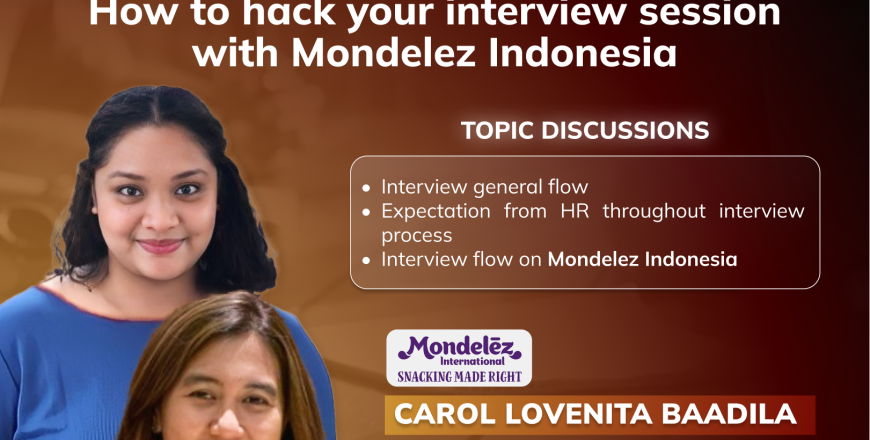 How to hack your interview session
with Mondelez Indonesia
TOPIC DISCUSSIONS
• Interview general flow
• Expectation from HR throughout interview
process
• Interview flow on Mondelez Indonesia
Mondelēz
International
SNACKING MADE RIGHT
CAROL LOVENITA BAADILA